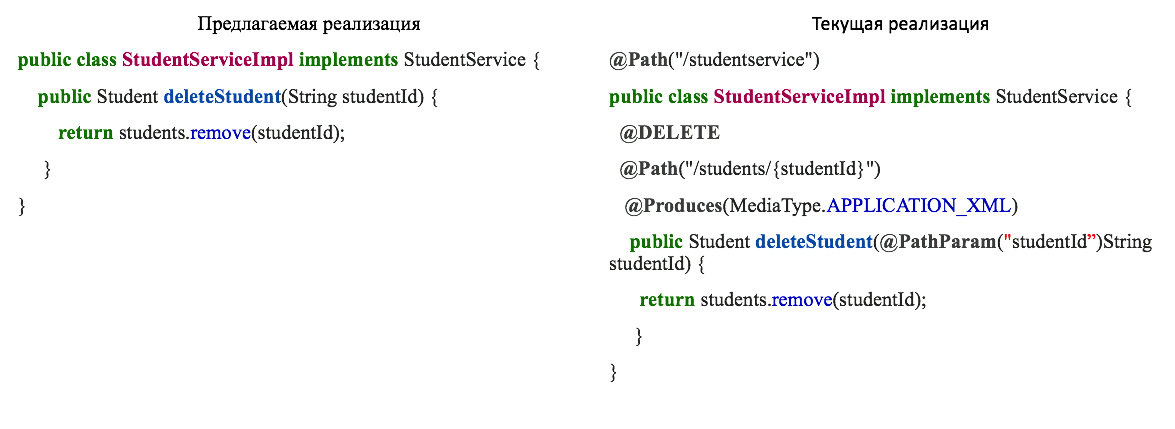 Предлагаемая реализация
public class StudentServiceImpl implements StudentService {
public Student deleteStudent(String studentId) {
return students.remove(studentId);
}
}
Текущая реализация
@Path("/studentservice")
public class StudentServiceImpl implements StudentService {
@DELETE
@Path("/students/{studentId}")
@Produces(MediaType.APPLICATION_XML)
public Student deleteStudent(@PathParam("studentId”)String
studentId) {
return students.remove(studentId);
}
}